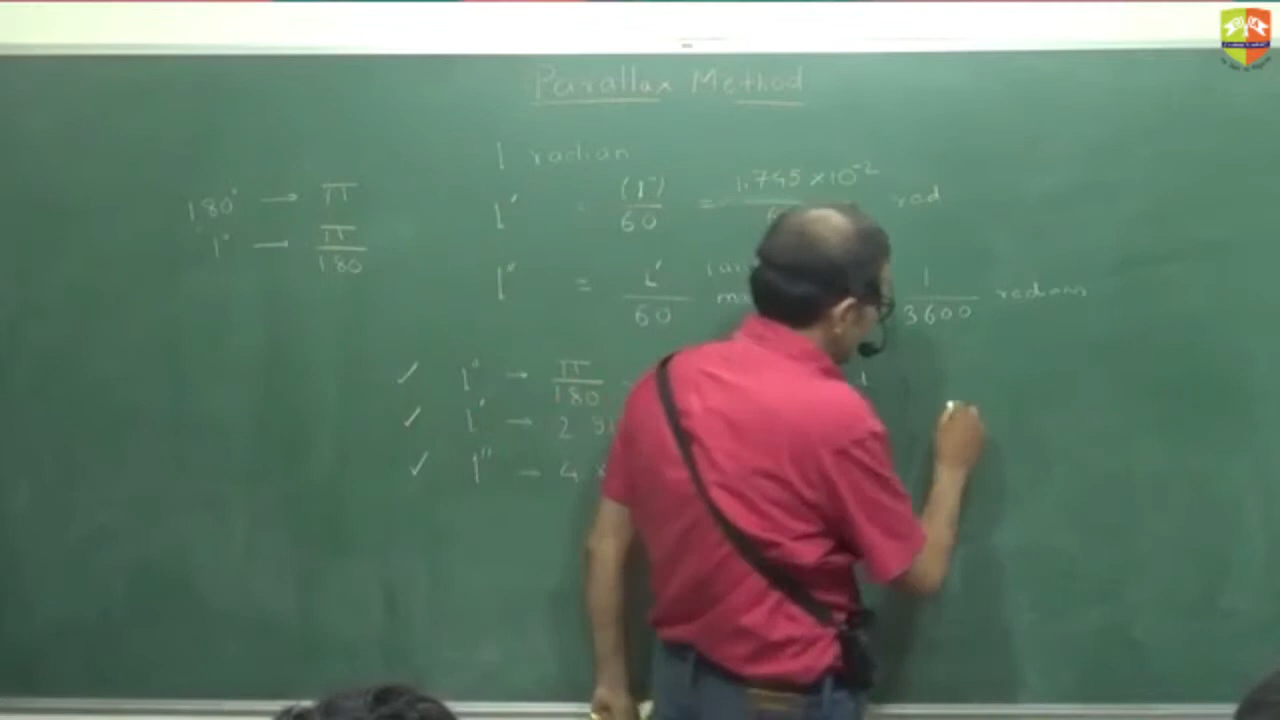 Parallax Method
1 radian
180° → π
1° — π/180
1' = (1°)/60 = 1.745 × 10⁻² rad
1" = 1'/60 1/3600 radians
✓ 1° → π/180
✓ 1' → 2.91
✓ 1" → 4